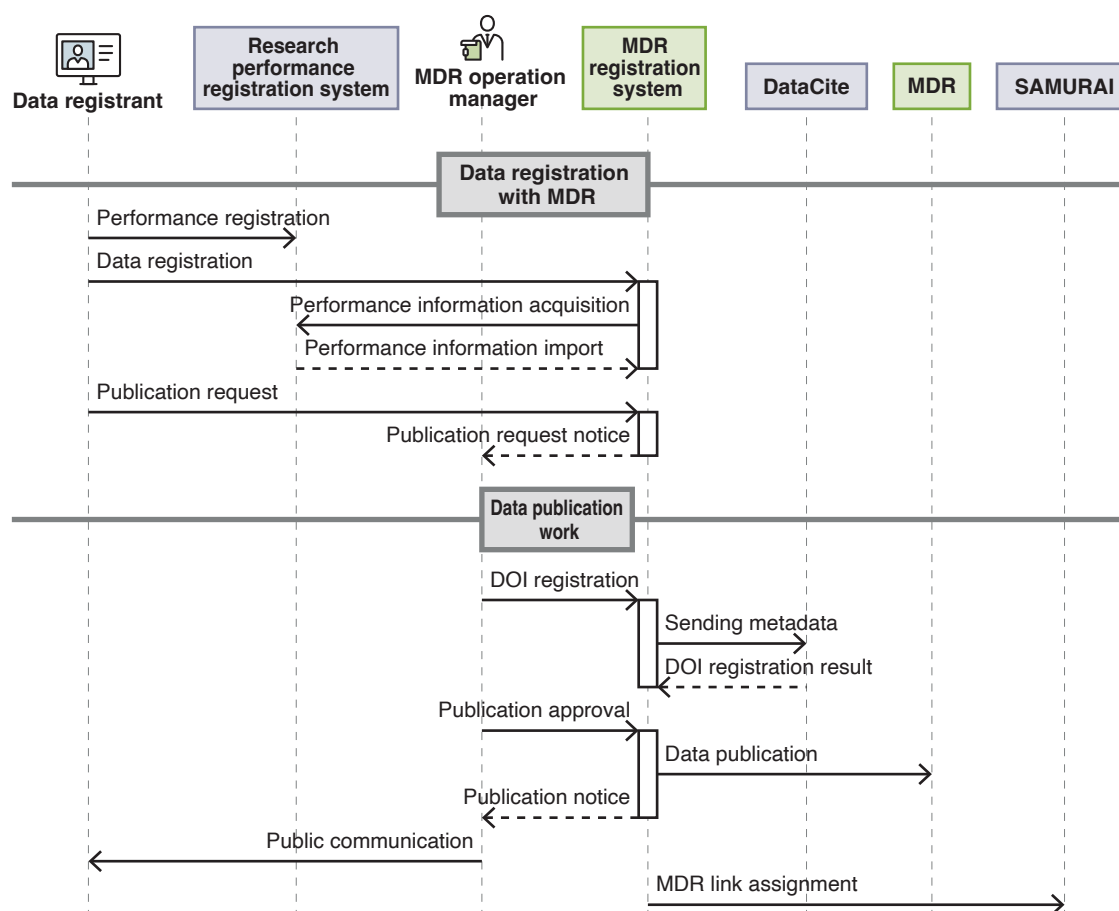 Data registrant
Research
performance
registration system
MDR operation
manager
MDR
registration
system
DataCite
MDR
SAMURAI
Data registration
with MDR
Performance registration
Data registration
Performance information acquisition
Performance information import
Publication request
Publication request notice
Data publication
work
DOI registration
Sending metadata
DOI registration result
Publication approval
Data publication
Publication notice
Public communication
MDR link assignment